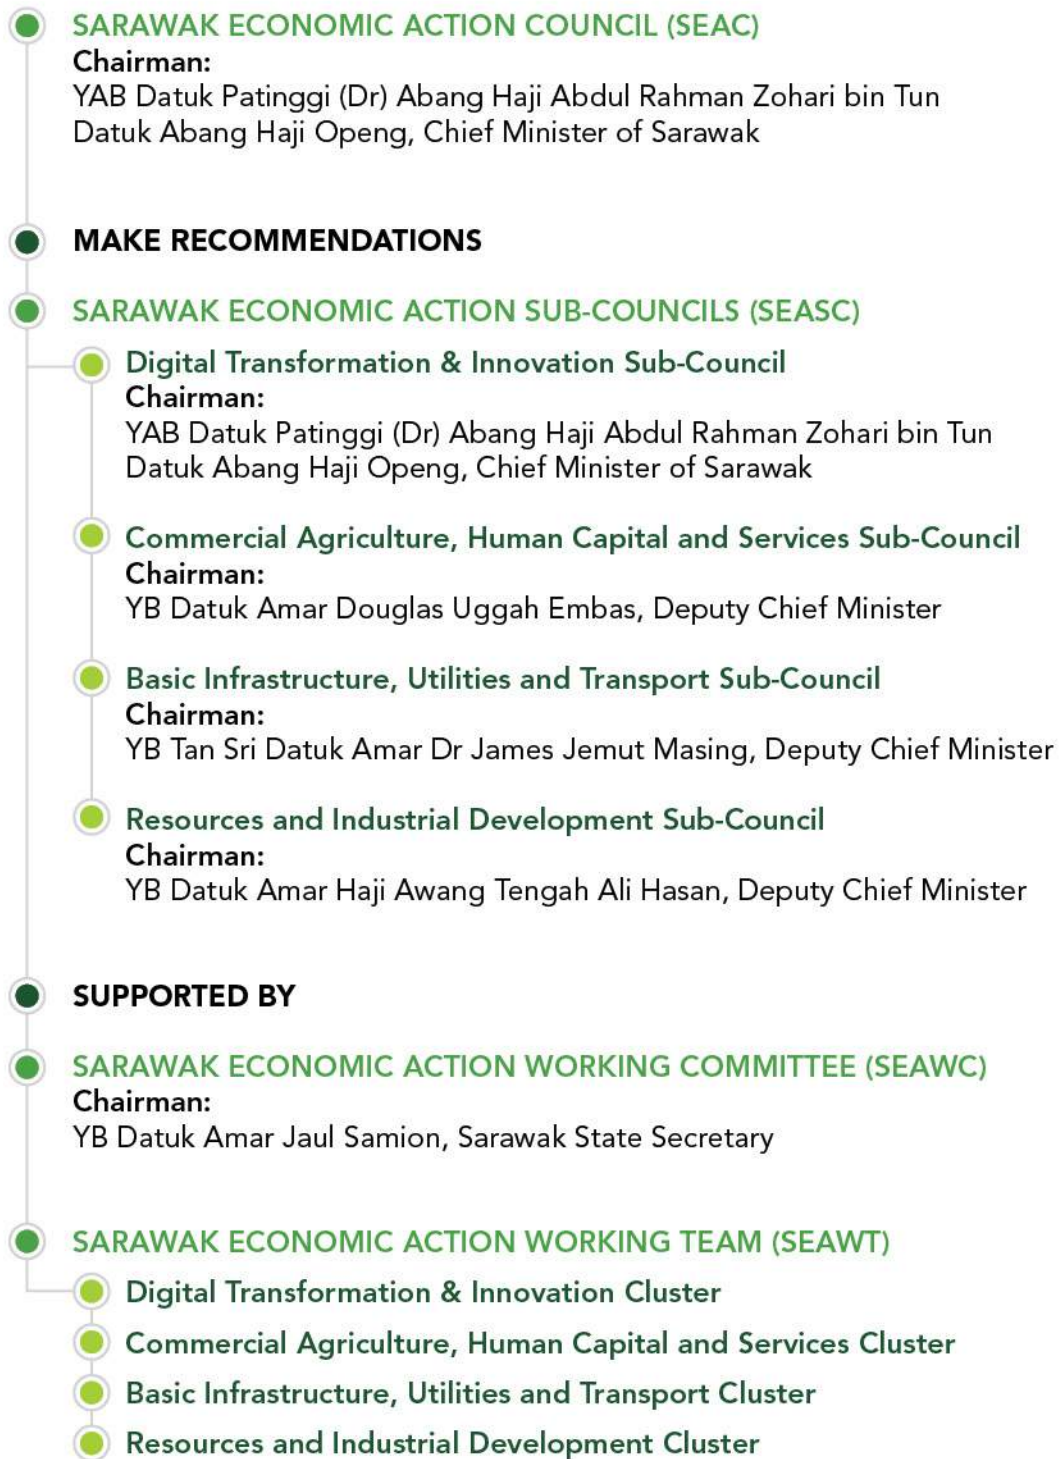 SARAWAK ECONOMIC ACTION COUNCIL (SEAC)
Chairman:
YAB Datuk Patinggi (Dr) Abang Haji Abdul Rahman Zohari bin Tun
Datuk Abang Haji Openg, Chief Minister of Sarawak
MAKE RECOMMENDATIONS
SARAWAK ECONOMIC ACTION SUB-COUNCILS (SEASC)
Digital Transformation & Innovation Sub-Council
Chairman:
YAB Datuk Patinggi (Dr) Abang Haji Abdul Rahman Zohari bin Tun
Datuk Abang Haji Openg, Chief Minister of Sarawak
Commercial Agriculture, Human Capital and Services Sub-Council
Chairman:
YB Datuk Amar Douglas Uggah Embas, Deputy Chief Minister
Basic Infrastructure, Utilities and Transport Sub-Council
Chairman:
YB Tan Sri Datuk Amar Dr James Jemut Masing, Deputy Chief Minister
Resources and Industrial Development Sub-Council
Chairman:
YB Datuk Amar Haji Awang Tengah Ali Hasan, Deputy Chief Minister
SUPPORTED BY
SARAWAK ECONOMIC ACTION WORKING COMMITTEE (SEAWC)
Chairman:
YB Datuk Amar Jaul Samion, Sarawak State Secretary
SARAWAK ECONOMIC ACTION WORKING TEAM (SEAWT)
Digital Transformation & Innovation Cluster
Commercial Agriculture, Human Capital and Services Cluster
Basic Infrastructure, Utilities and Transport Cluster
Resources and Industrial Development Cluster